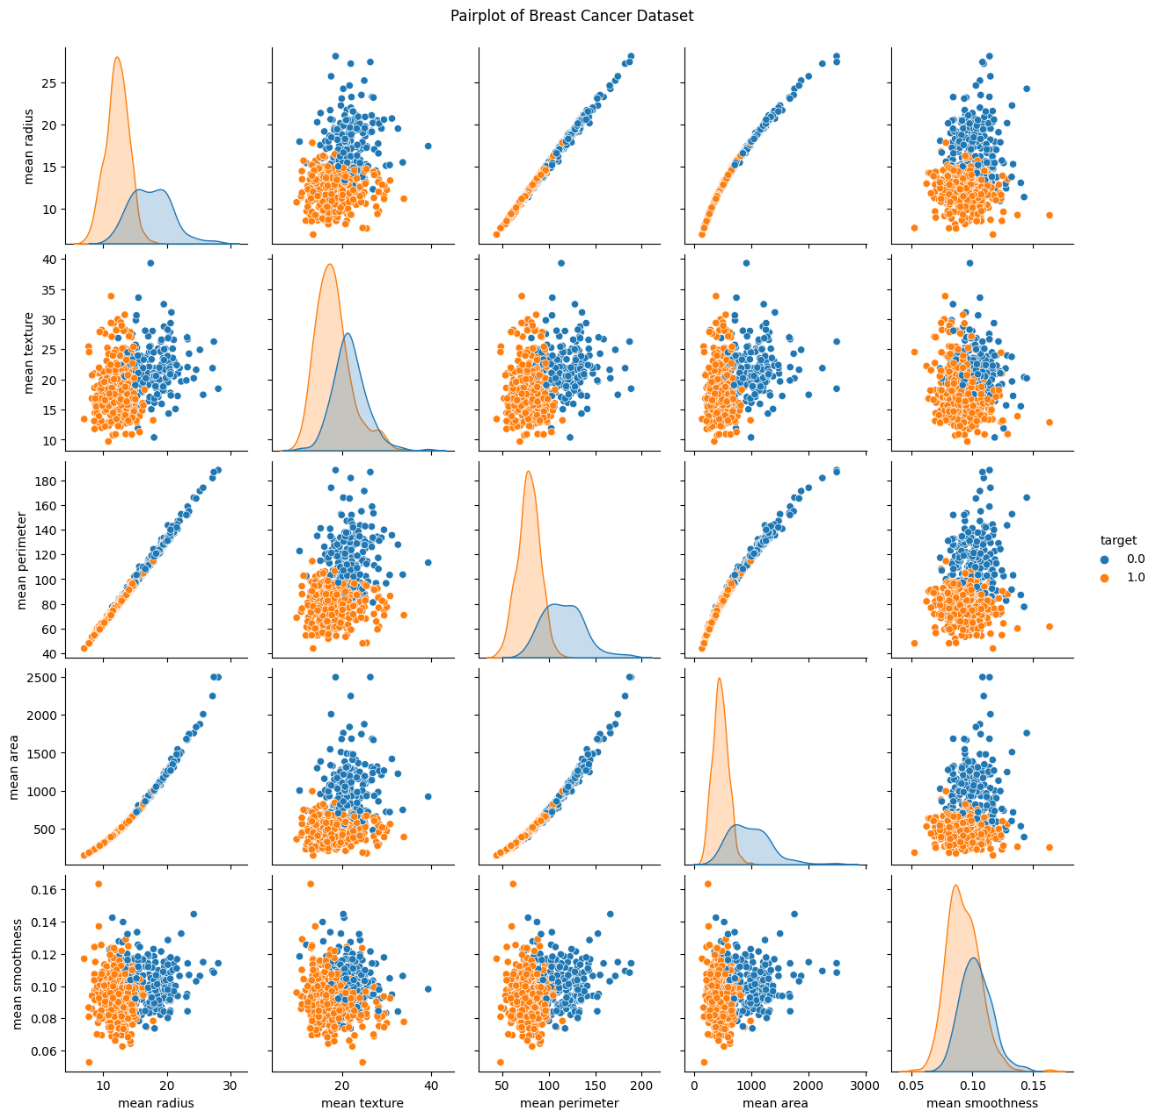 Pairplot of Breast Cancer Dataset
25
20
15
10
mean radius
40
35
30
25
20
15
10
mean texture
180
160
140
120
100
80
60
40
mean perimeter
target
0.0
1.0
2500
2000
1500
1000
500
mean area
0.16
0.14
0.12
0.10
0.08
0.06
mean smoothness
10 20 30
20 40
50 100 150 200
0 1000 2000 3000
0.05 0.10 0.15
mean radius
mean texture
mean perimeter
mean area
mean smoothness